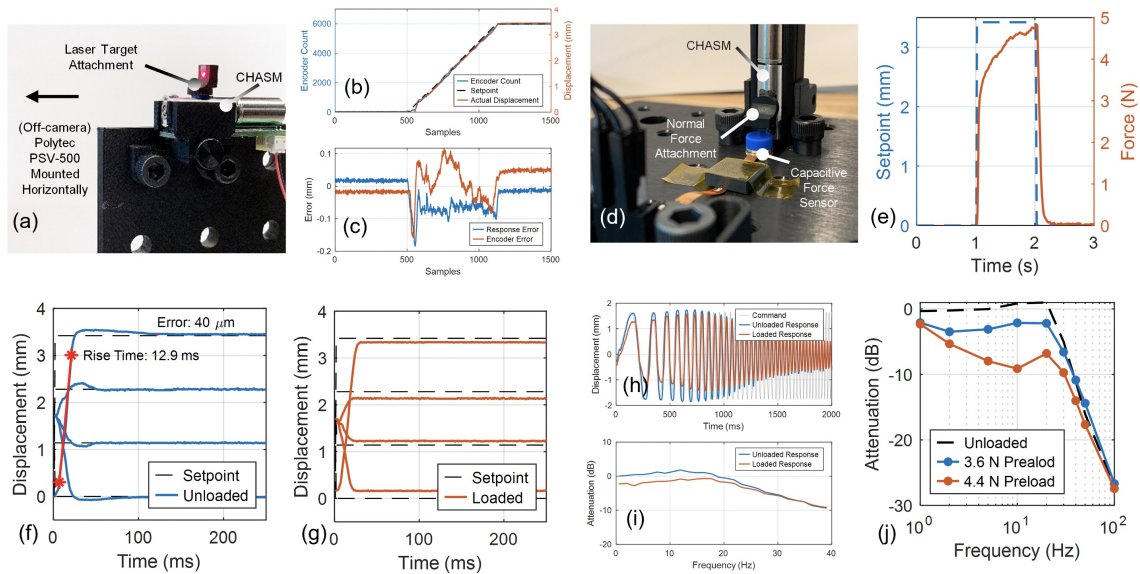 Laser Target
Attachment
CHASM
(Off-camera)
Polytec
PSV-500
Mounted
Horizontally
(a)
6000
4000
2000
0
Encoder Count
4
3
2
1
0
Displacement (mm)
(b)
Encoder Count
Setpoint
Actual Displacement
0
500
1000
1500
Samples
0.1
0
-0.1
0.2
Error (mm)
(c)
Response Error
Encoder Error
0
500
1000
1500
Samples
CHASM
Normal
Force
Attachment
Capacitive
Force
Sensor
(d)
3
2
1
0
Setpoint (mm)
5
4
3
2
1
0
Force (N)
(e)
0
1
2
3
Time (s)
4
3
2
1
0
Displacement (mm)
Error: 40 μm
Rise Time: 12.9 ms
Setpoint
Unloaded
(f)
0
100
200
Time (ms)
4
3
2
1
0
Displacement (mm)
Setpoint
Loaded
(g)
0
100
200
Time (ms)
2
1
0
-1
-2
Displacement (mm)
Command
Unloaded Response
Loaded Response
(h)
0
500
1000
1500
2000
Time (ms)
10
0
-10
-20
Attenuation (dB)
Unloaded Response
Loaded Response
(i)
0
10
20
30
40
Frequency (Hz)
0
-10
-20
-30
Attenuation (dB)
Unloaded
3.6 N Prealod
4.4 N Preload
(j)
10^0
10^1
10^2
Frequency (Hz)